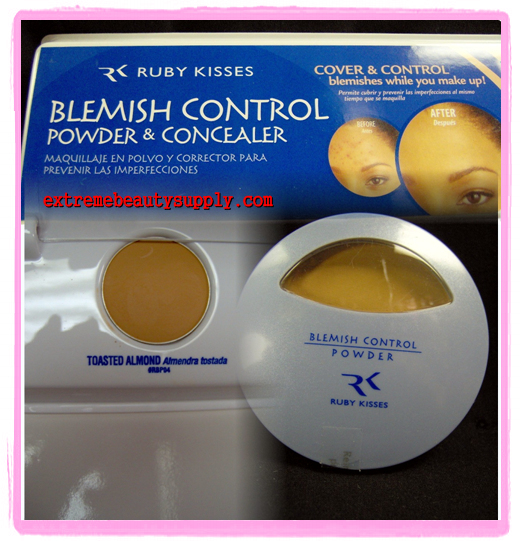 RK RUBY KISSES
BLEMISH CONTROL
POWDER & CONCEALER
MAQUILLAJE EN POLVO Y CORRECTOR PARA
PREVENIR LAS IMPERFECCIONES
COVER & CONTROL
blemishes while you make up!
Permite cubrir y prevenir las imperfecciones al mismo
tiempo que se maquilla
BEFORE
Antes
AFTER
Después
extremebeautysupply.com
TOASTED ALMOND Almendra tostada
#RBP04
BLEMISH CONTROL
POWDER
RK
RUBY KISSES